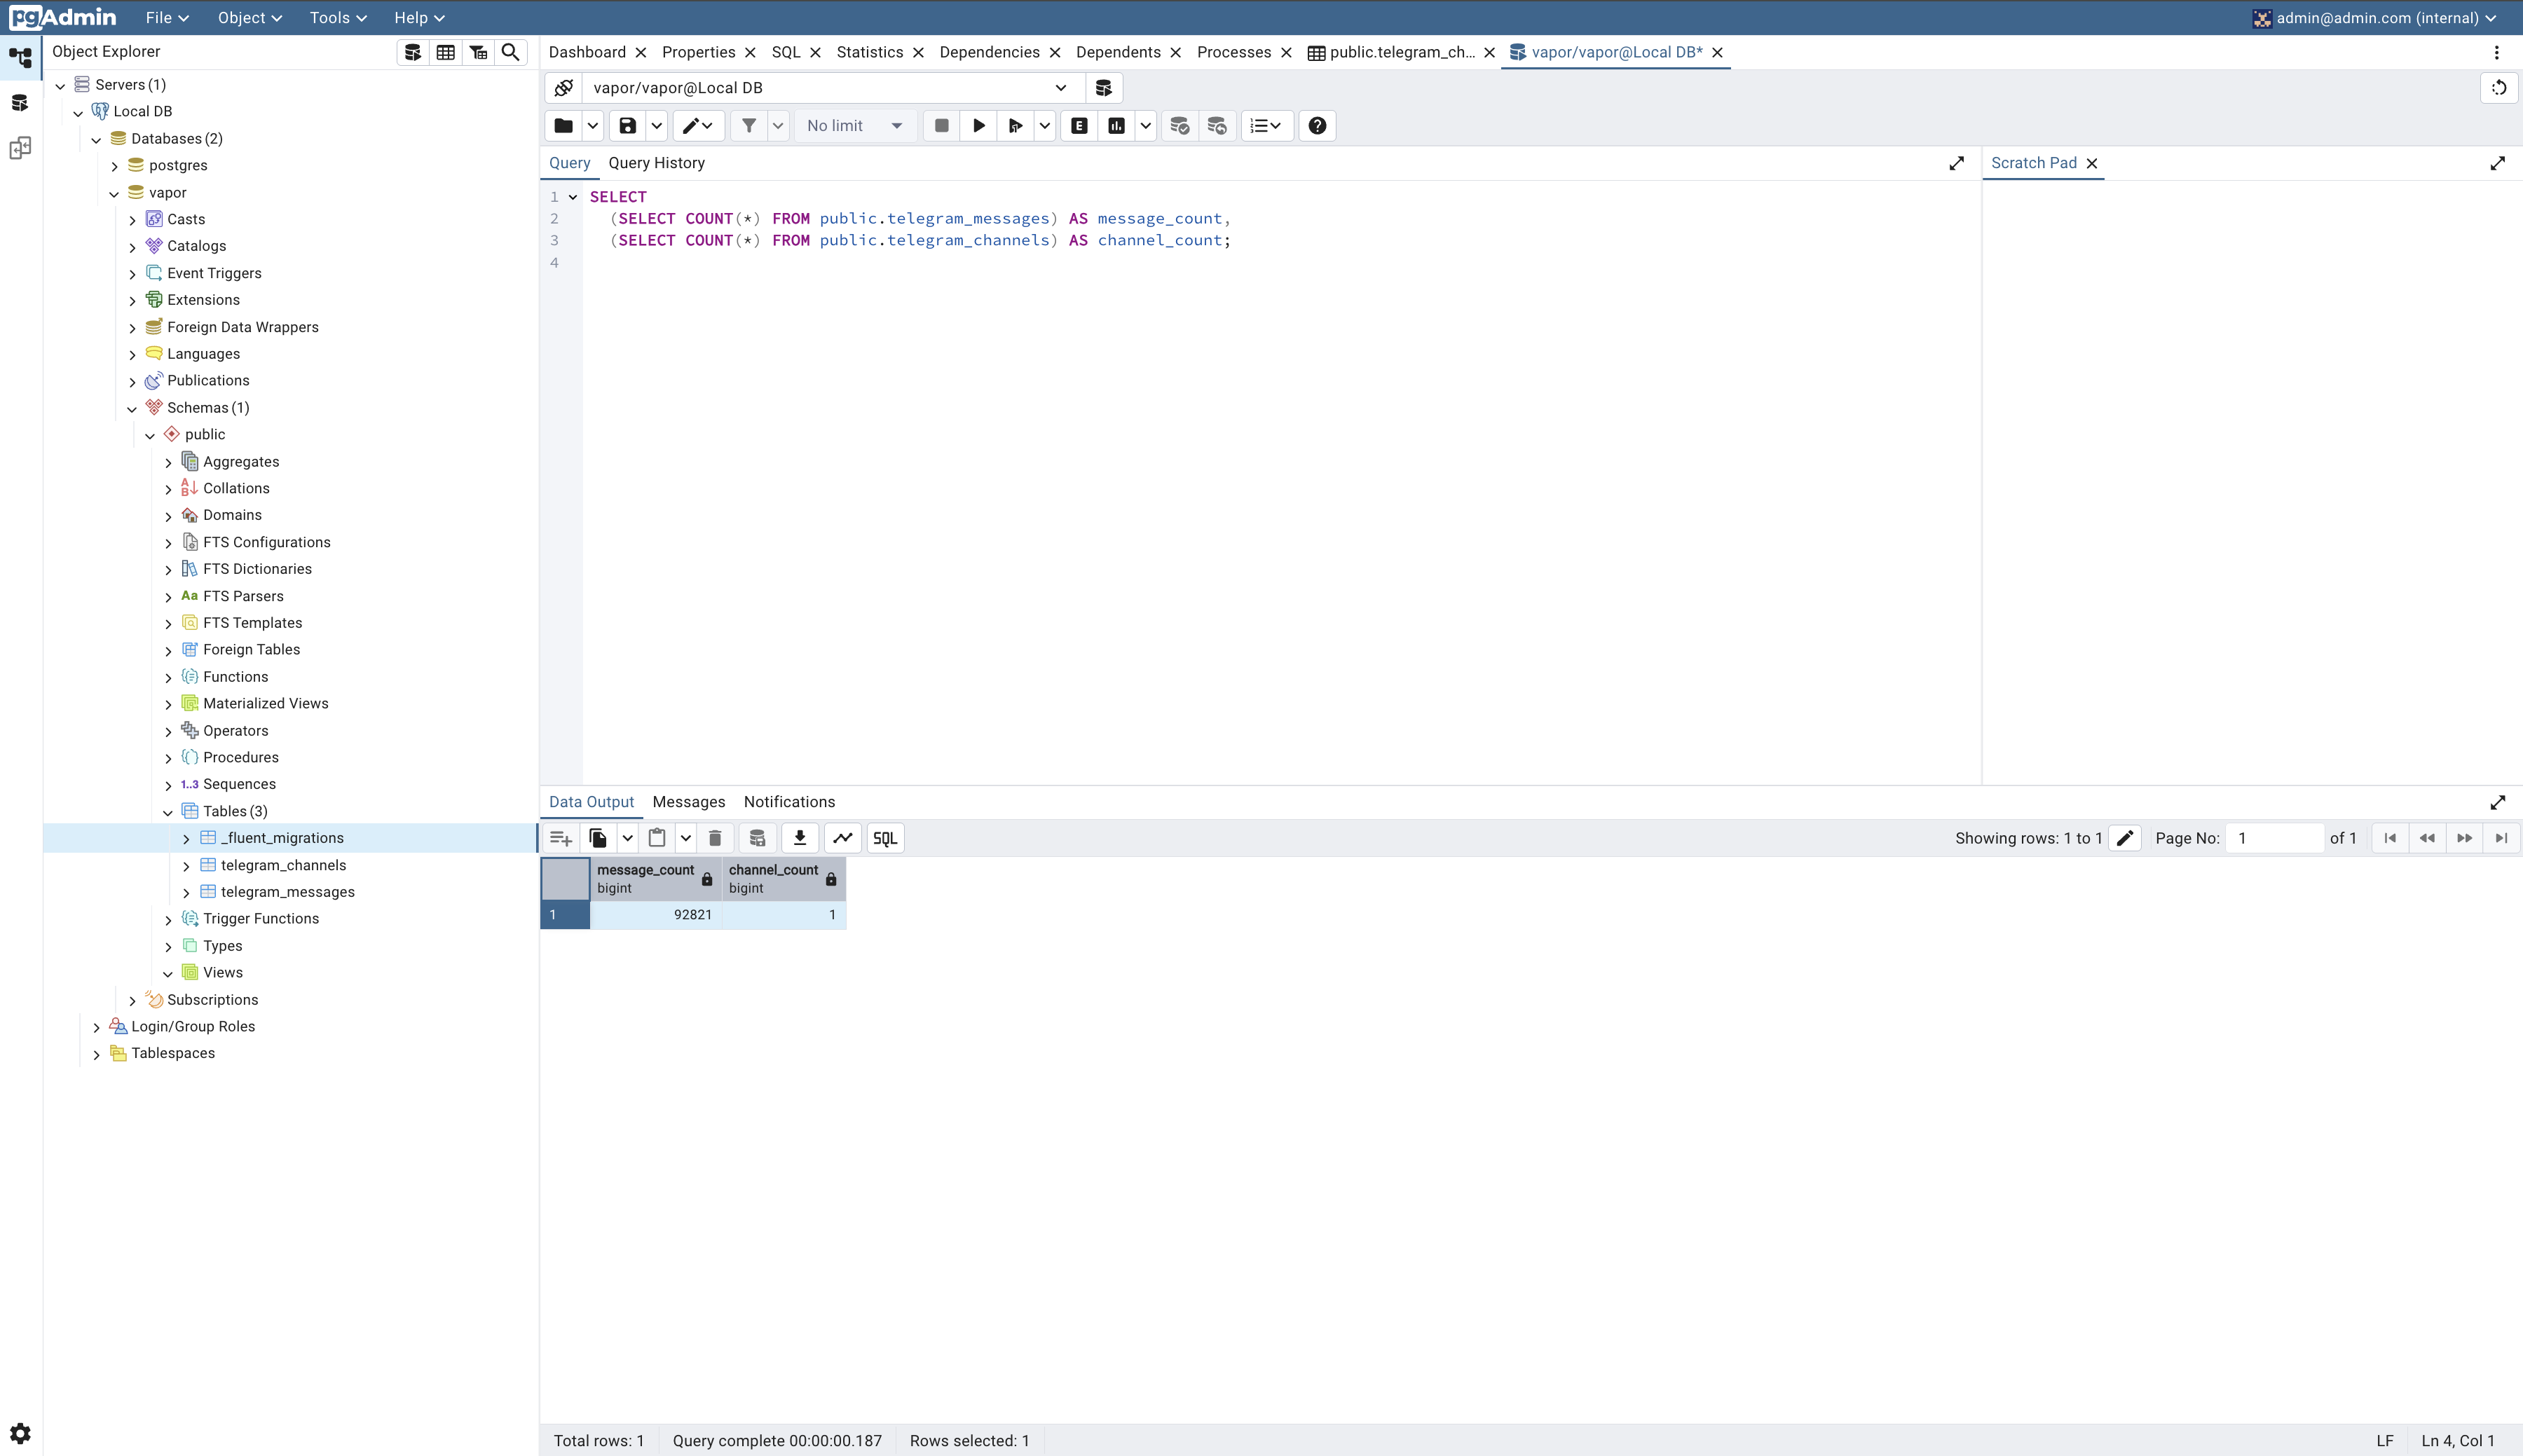 pgAdmin File Object Tools Help admin@admin.com (internal)
Object Explorer
Servers (1)
Local DB
Databases (2)
postgres
vapor
Casts
Catalogs
Event Triggers
Extensions
Foreign Data Wrappers
Languages
Publications
Schemas (1)
public
Aggregates
Collations
Domains
FTS Configurations
FTS Dictionaries
Aa FTS Parsers
FTS Templates
Foreign Tables
Functions
Materialized Views
Operators
Procedures
1..3 Sequences
Tables (3)
_fluent_migrations
telegram_channels
telegram_messages
Trigger Functions
Types
Views
Subscriptions
Login/Group Roles
Tablespaces
Dashboard Properties SQL Statistics Dependencies Dependents Processes public.telegram_ch... vapor/vapor@Local DB*
vapor/vapor@Local DB
No limit E
Query Query History
Scratch Pad
1 SELECT
2 (SELECT COUNT(*) FROM public.telegram_messages) AS message_count,
3 (SELECT COUNT(*) FROM public.telegram_channels) AS channel_count;
4
Data Output Messages Notifications
SQL Showing rows: 1 to 1 Page No: 1 of 1
message_count channel_count
bigint bigint
1 92821 1
Total rows: 1 Query complete 00:00:00.187 Rows selected: 1 LF Ln 4, Col 1